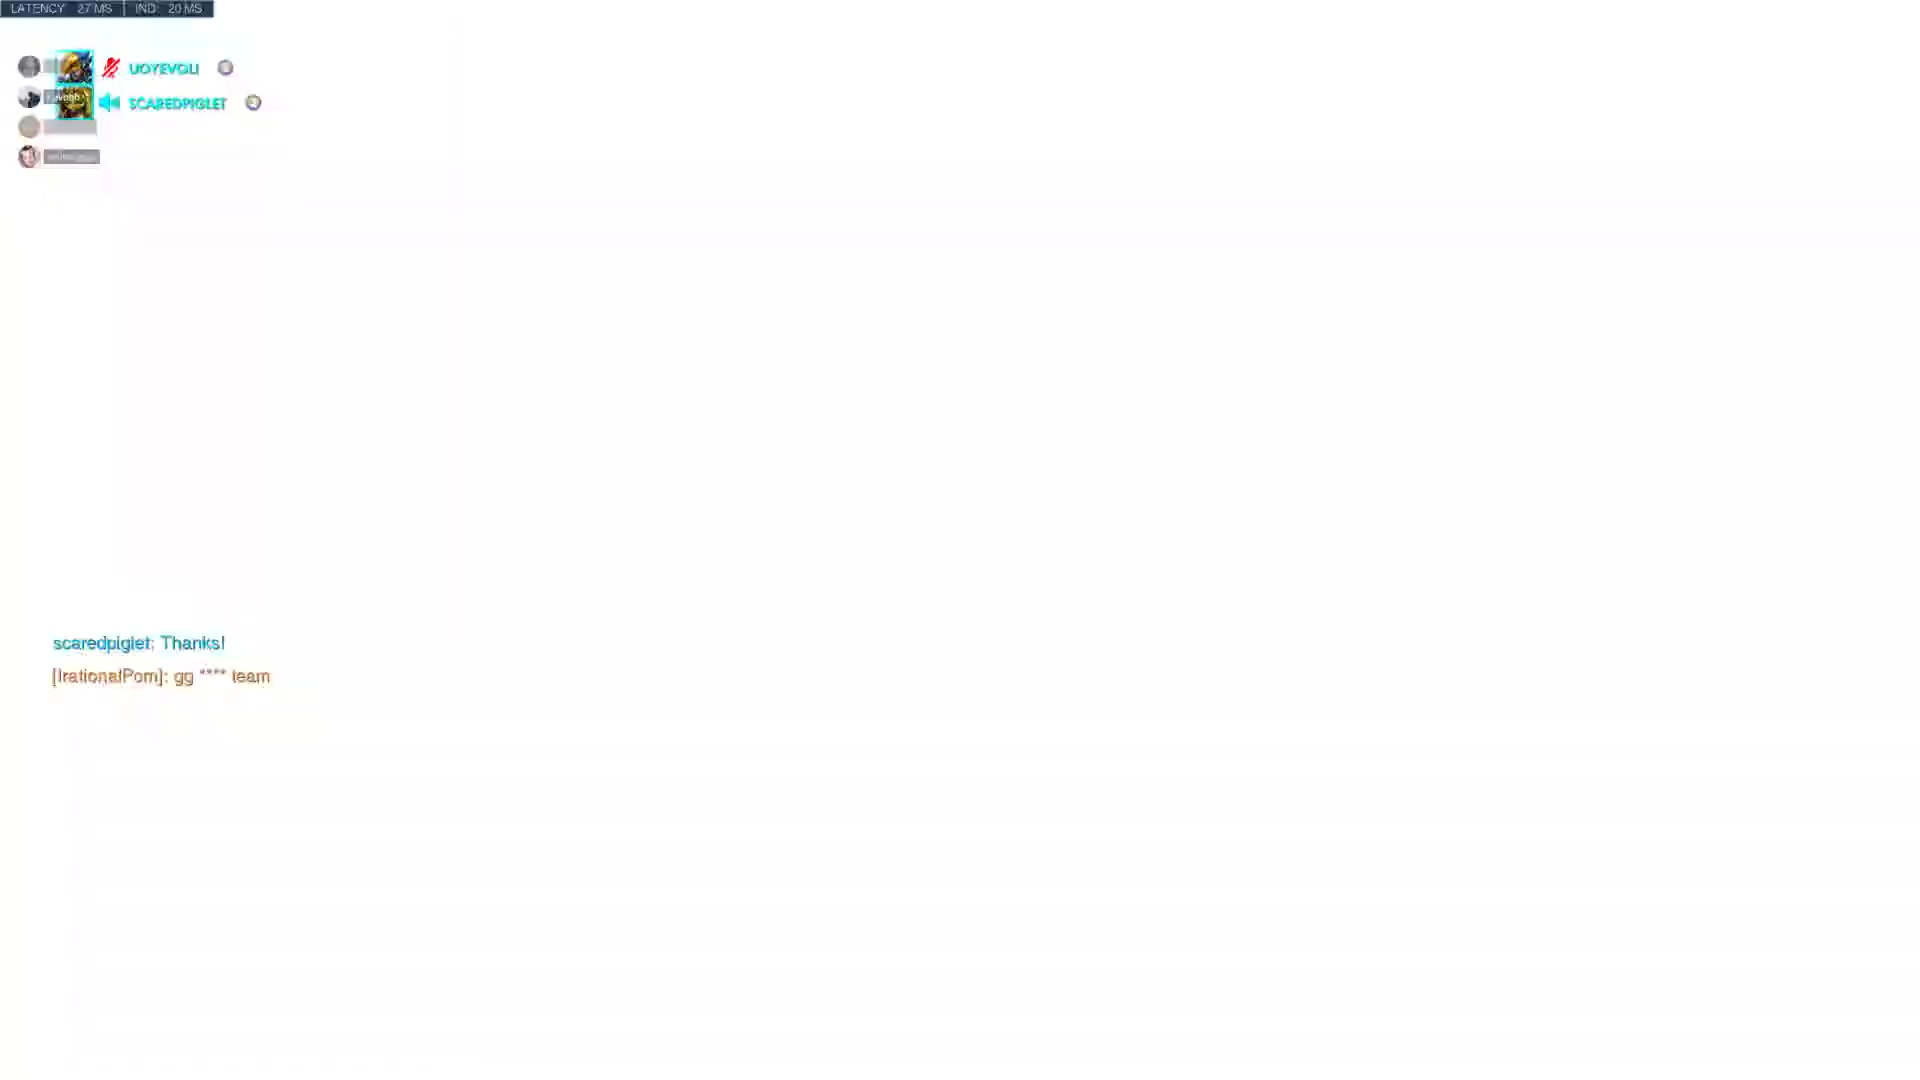 LATENCY: 27 MS | IND: 20 MS
UOYEVOLI
SCAREDPIGLET
scaredpiglet: Thanks!
[IrationalPom]: gg **** team